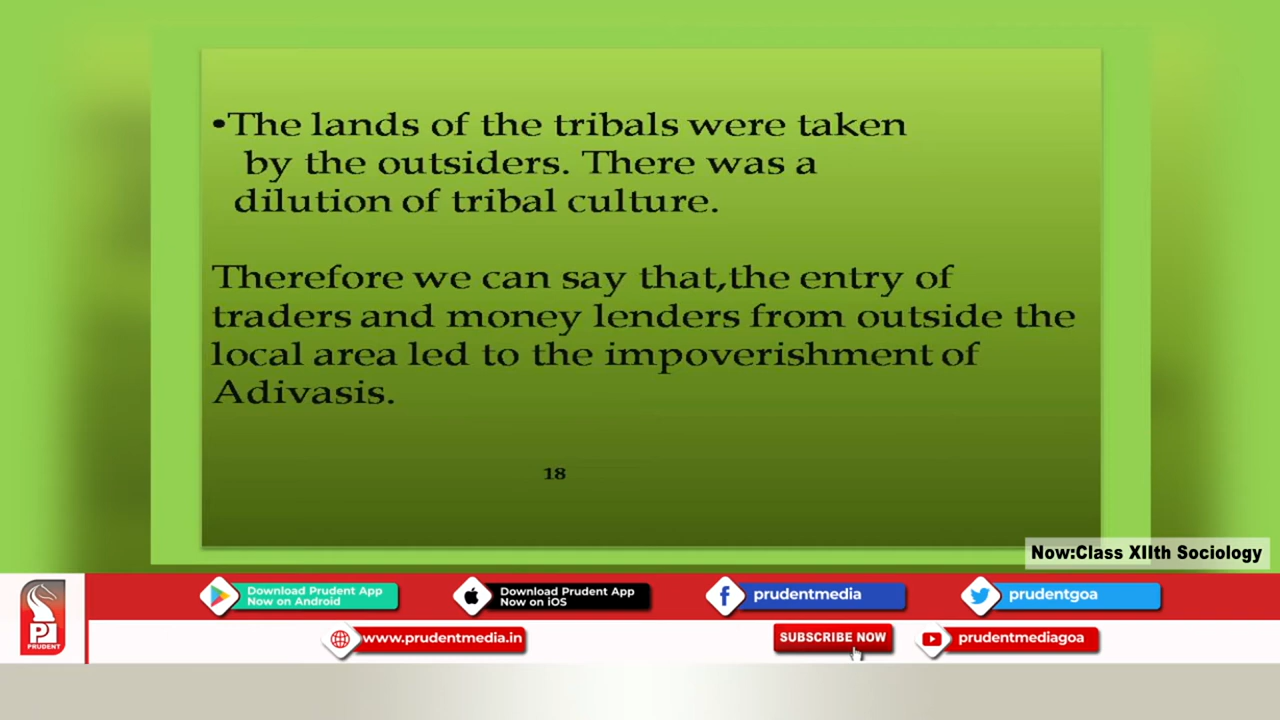 •The lands of the tribals were taken
by the outsiders. There was a
dilution of tribal culture.
Therefore we can say that,the entry of
traders and money lenders from outside the
local area led to the impoverishment of
Adivasis.
18
Now:Class XIIth Sociology
Download Prudent App
Now on Android
Download Prudent App
Now on iOS
prudentmedia
prudentgoa
PRUDENT
www.prudentmedia.in
SUBSCRIBE NOW
prudentmediagoa